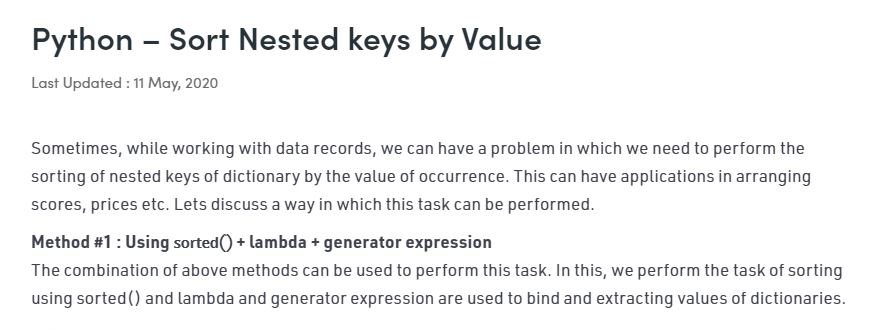 Python – Sort Nested keys by Value
Last Updated : 11 May, 2020
Sometimes, while working with data records, we can have a problem in which we need to perform the
sorting of nested keys of dictionary by the value of occurrence. This can have applications in arranging
scores, prices etc. Lets discuss a way in which this task can be performed.
Method #1 : Using sorted() + lambda + generator expression
The combination of above methods can be used to perform this task. In this, we perform the task of sorting
using sorted() and lambda and generator expression are used to bind and extracting values of dictionaries.